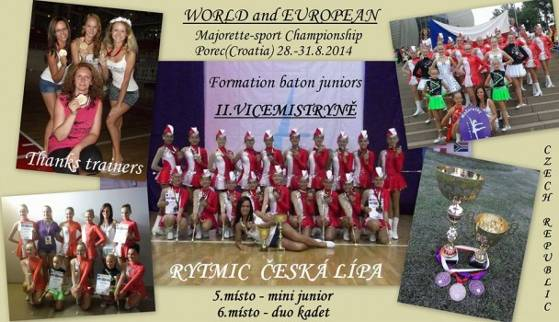 WORLD and EUROPEAN
Majorette-sport Championship
Porec(Croatia) 28.-31.8.2014
Formation baton juniors
II.VICEMISTRYNĚ
Thanks trainers
CZECH REPUBLIC
RYTMIC ČESKÁ LÍPA
5.místo - mini junior
6.místo - duo kadet